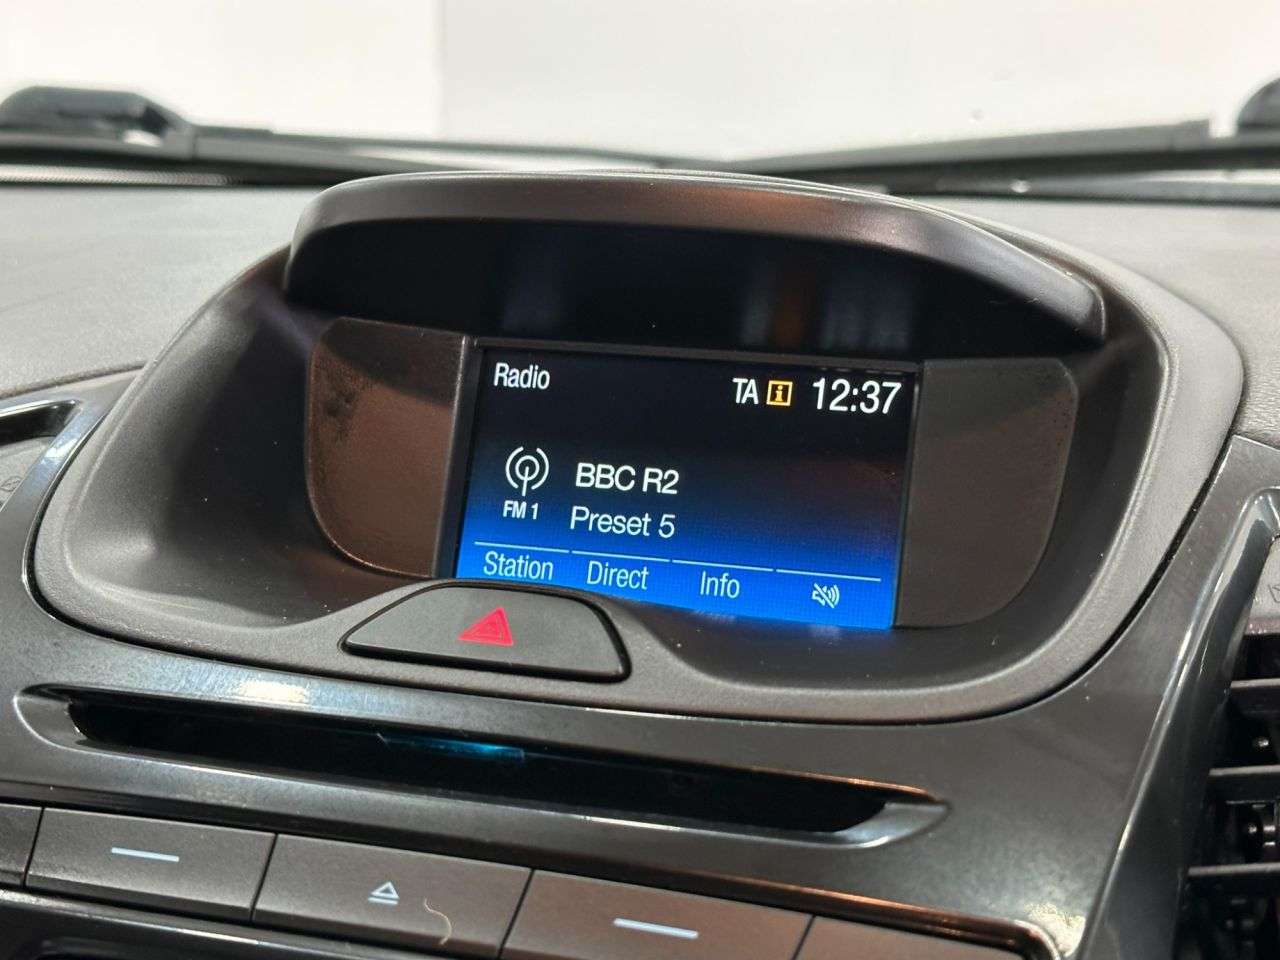 Radio
TA i 12:37
BBC R2
FM 1
Preset 5
Station Direct Info